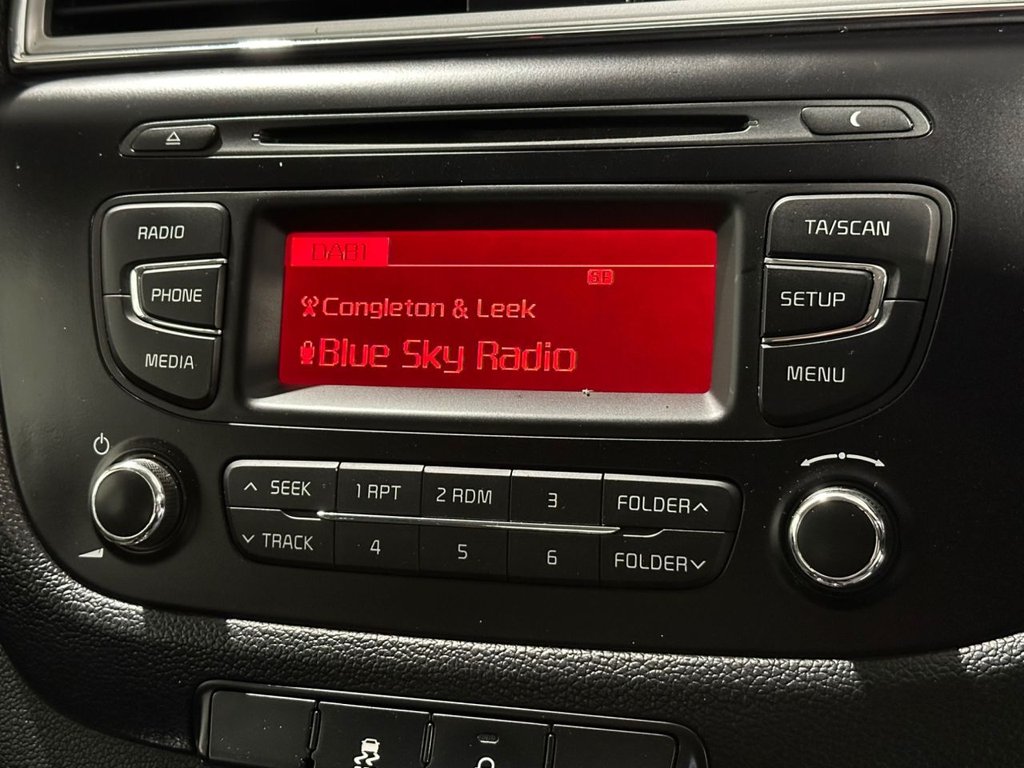 RADIO
PHONE
MEDIA
DAB1
Congleton & Leek
Blue Sky Radio
TA/SCAN
SETUP
MENU
SEEK
1 RPT
2 RDM
3
FOLDER
TRACK
4
5
6
FOLDER